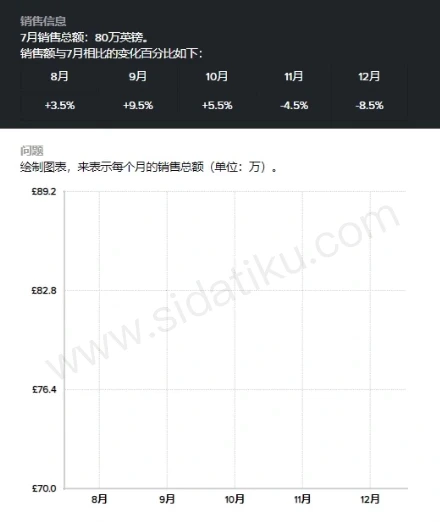 销售信息
7月销售总额：80万英镑。
销售额与7月相比的变化百分比如下：
8月 9月 10月 11月 12月
+3.5% +9.5% +5.5% -4.5% -8.5%
问题
绘制图表，来表示每个月的销售总额（单位：万）。
£89.2
£82.8
£76.4
£70.0
8月 9月 10月 11月 12月
www.sidatiku.com